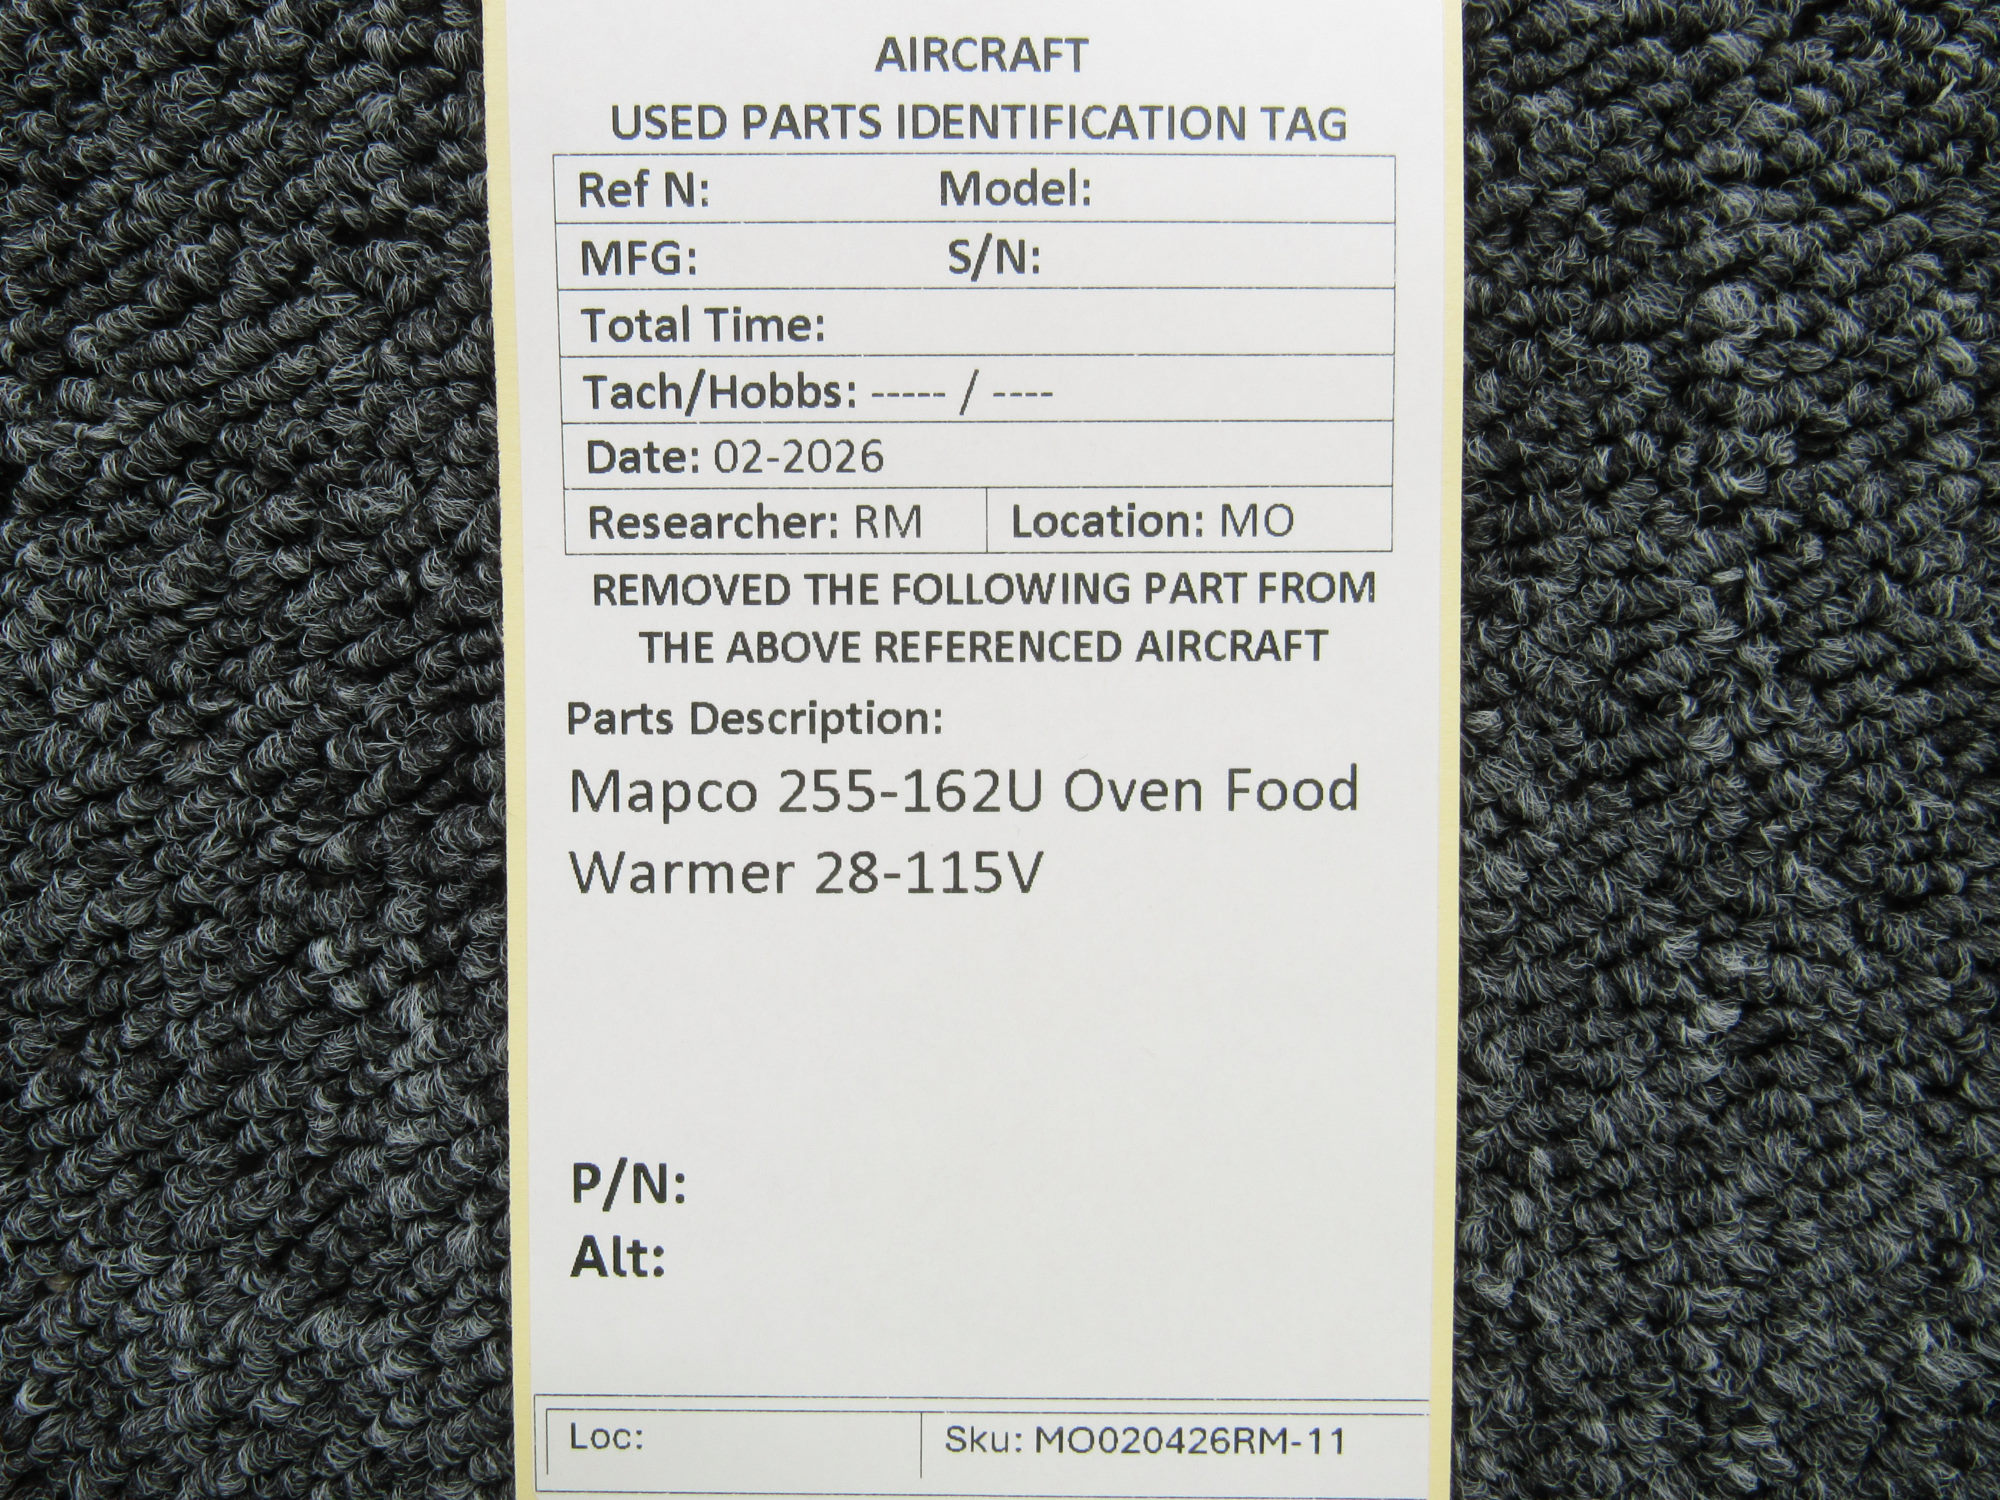 AIRCRAFT
USED PARTS IDENTIFICATION TAG
Ref N: Model:
MFG: S/N:
Total Time:
Tach/Hobbs: ----- / ----
Date: 02-2026
Researcher: RM Location: MO
REMOVED THE FOLLOWING PART FROM
THE ABOVE REFERENCED AIRCRAFT
Parts Description:
Mapco 255-162U Oven Food
Warmer 28-115V
P/N:
Alt:
Loc: Sku: MO020426RM-11